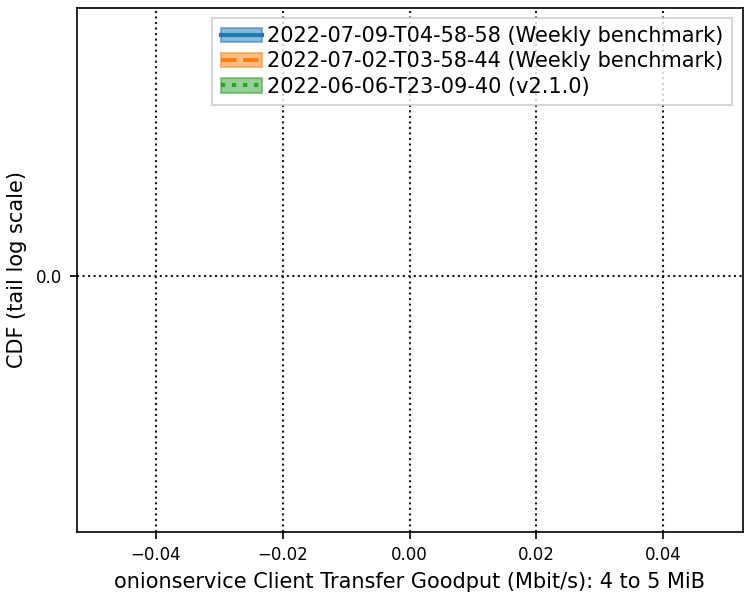 2022-07-09-T04-58-58 (Weekly benchmark)
2022-07-02-T03-58-44 (Weekly benchmark)
2022-06-06-T23-09-40 (v2.1.0)
CDF (tail log scale)
0.0
−0.04 −0.02 0.00 0.02 0.04
onionservice Client Transfer Goodput (Mbit/s): 4 to 5 MiB